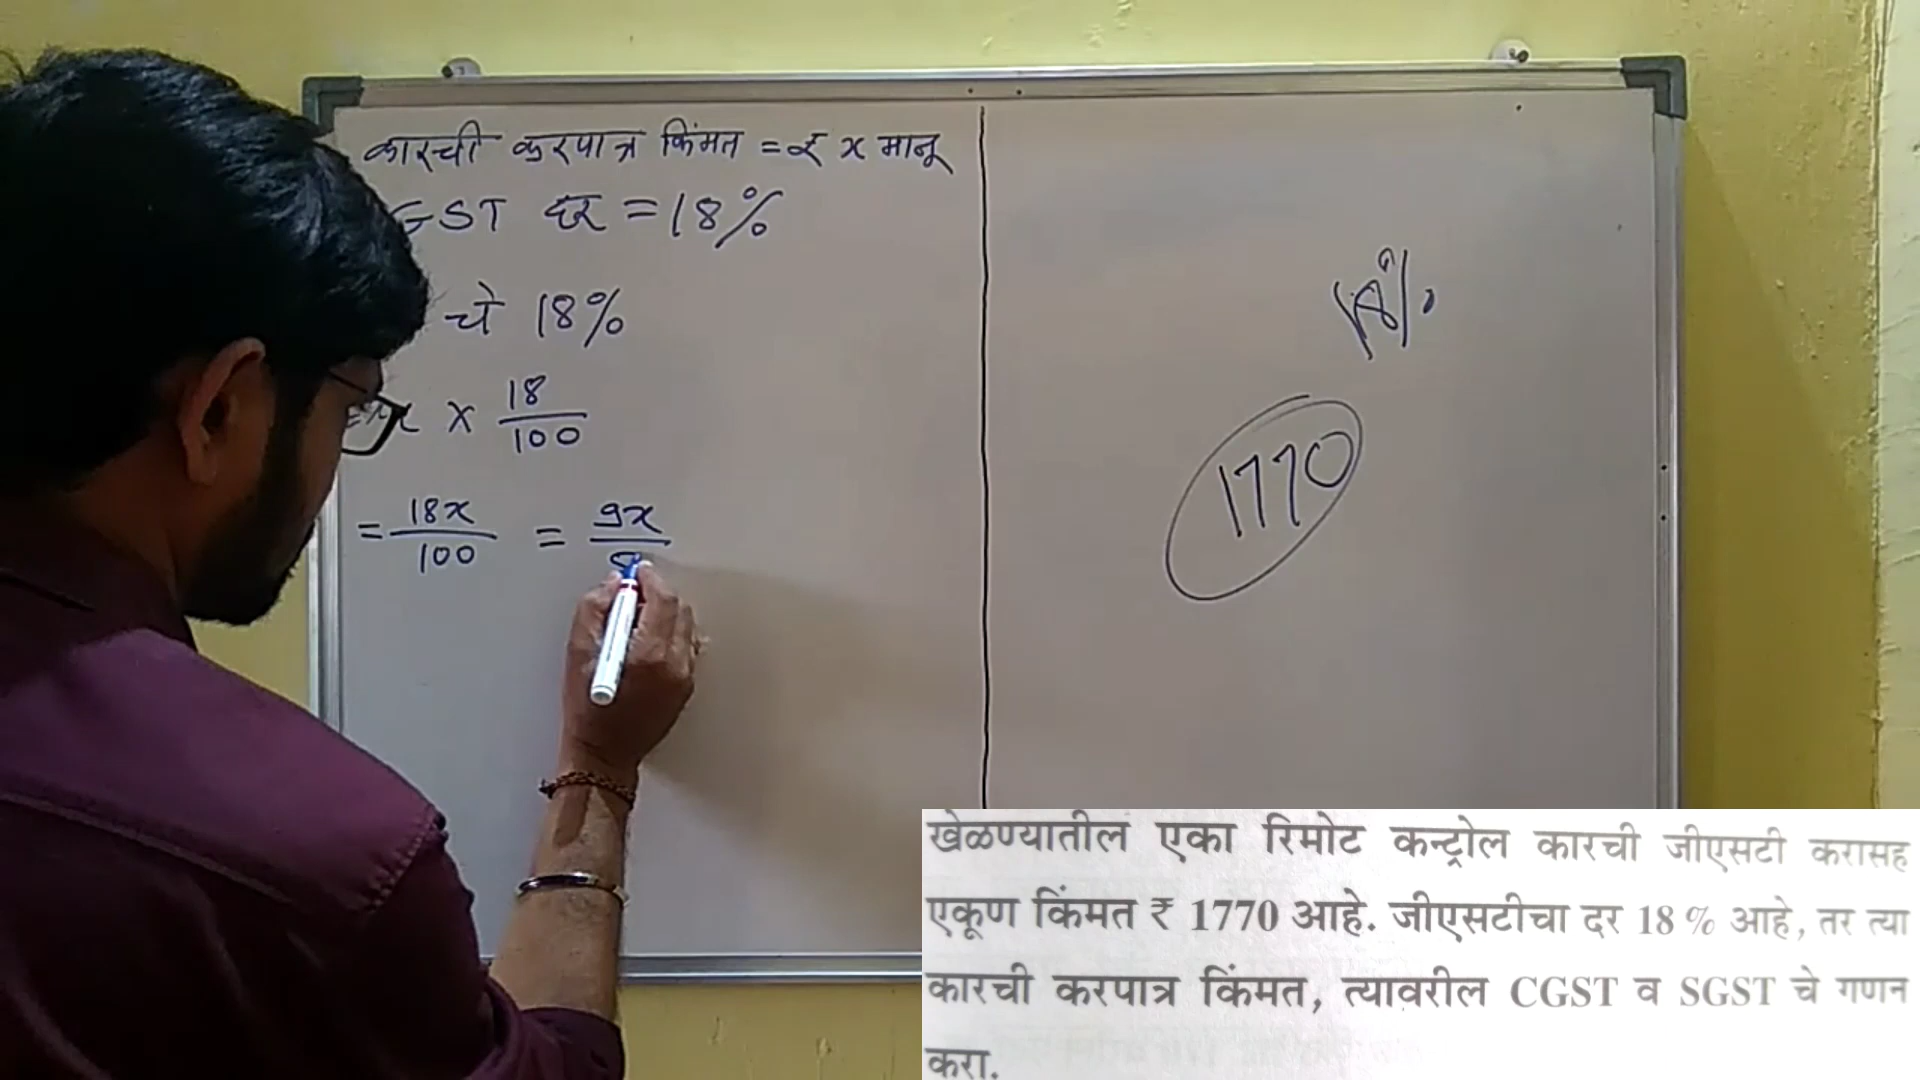 कारची करपात्र किंमत = ₹ x मानू
GST दर = 18%
चे 18%
= x × 18/100
= 18x/100 = 9x/
18%
1770
खेळण्यातील एका रिमोट कन्ट्रोल कारची जीएसटी करासह
एकूण किंमत ₹ 1770 आहे. जीएसटीचा दर 18 % आहे, तर त्या
कारची करपात्र किंमत, त्यावरील CGST व SGST चे गणन
करा.